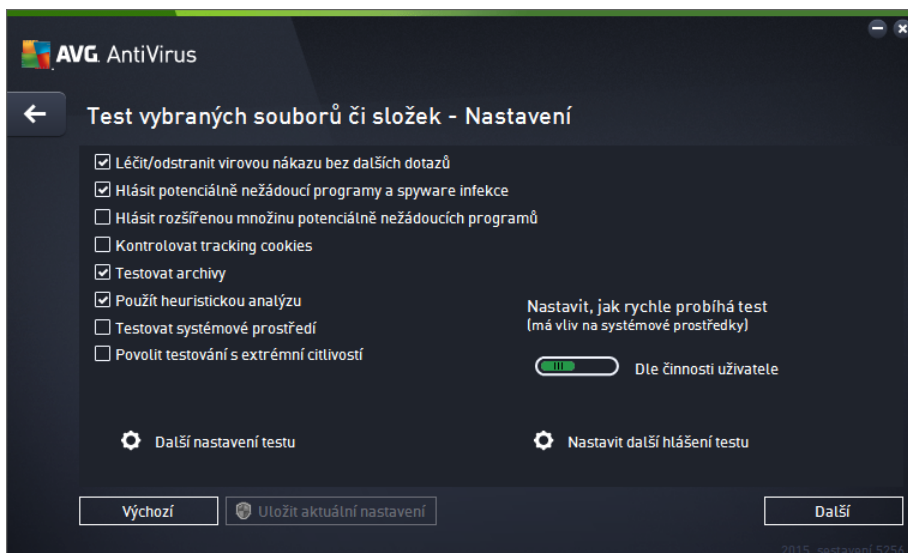 AVG. AntiVirus
Test vybraných souborů či složek - Nastavení
Léčit/odstranit virovou nákazu bez dalších dotazů
Hlásit potenciálně nežádoucí programy a spyware infekce
Hlásit rozšířenou množinu potenciálně nežádoucích programů
Kontrolovat tracking cookies
Testovat archivy
Použít heuristickou analýzu
Testovat systémové prostředí
Povolit testování s extrémní citlivostí
Nastavit, jak rychle probíhá test
(má vliv na systémové prostředky)
Dle činnosti uživatele
Další nastavení testu
Nastavit další hlášení testu
Výchozí
Uložit aktuální nastavení
Další
2015, sestavení 5256